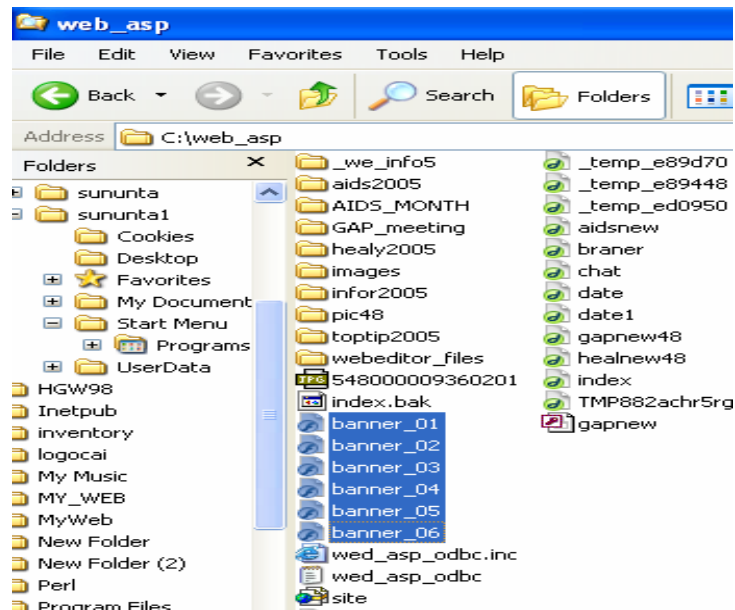 web_asp
File Edit View Favorites Tools Help
Back Search Folders
Address C:\web_asp
Folders
sununta
sununta1
Cookies
Desktop
Favorites
My Document
Start Menu
Programs
UserData
HGW98
Inetpub
inventory
logocai
My Music
MY_WEB
MyWeb
New Folder
New Folder (2)
Perl
Program Files
_we_info5
aids2005
AIDS_MONTH
GAP_meeting
healy2005
images
infor2005
pic48
toptip2005
webeditor_files
548000009360201
index.bak
banner_01
banner_02
banner_03
banner_04
banner_05
banner_06
wed_asp_odbc.inc
wed_asp_odbc
site
_temp_e89d70
_temp_e89448
_temp_ed0950
aidsnew
braner
chat
date
date1
gapnew48
healnew48
index
TMP882achr5rg
gapnew